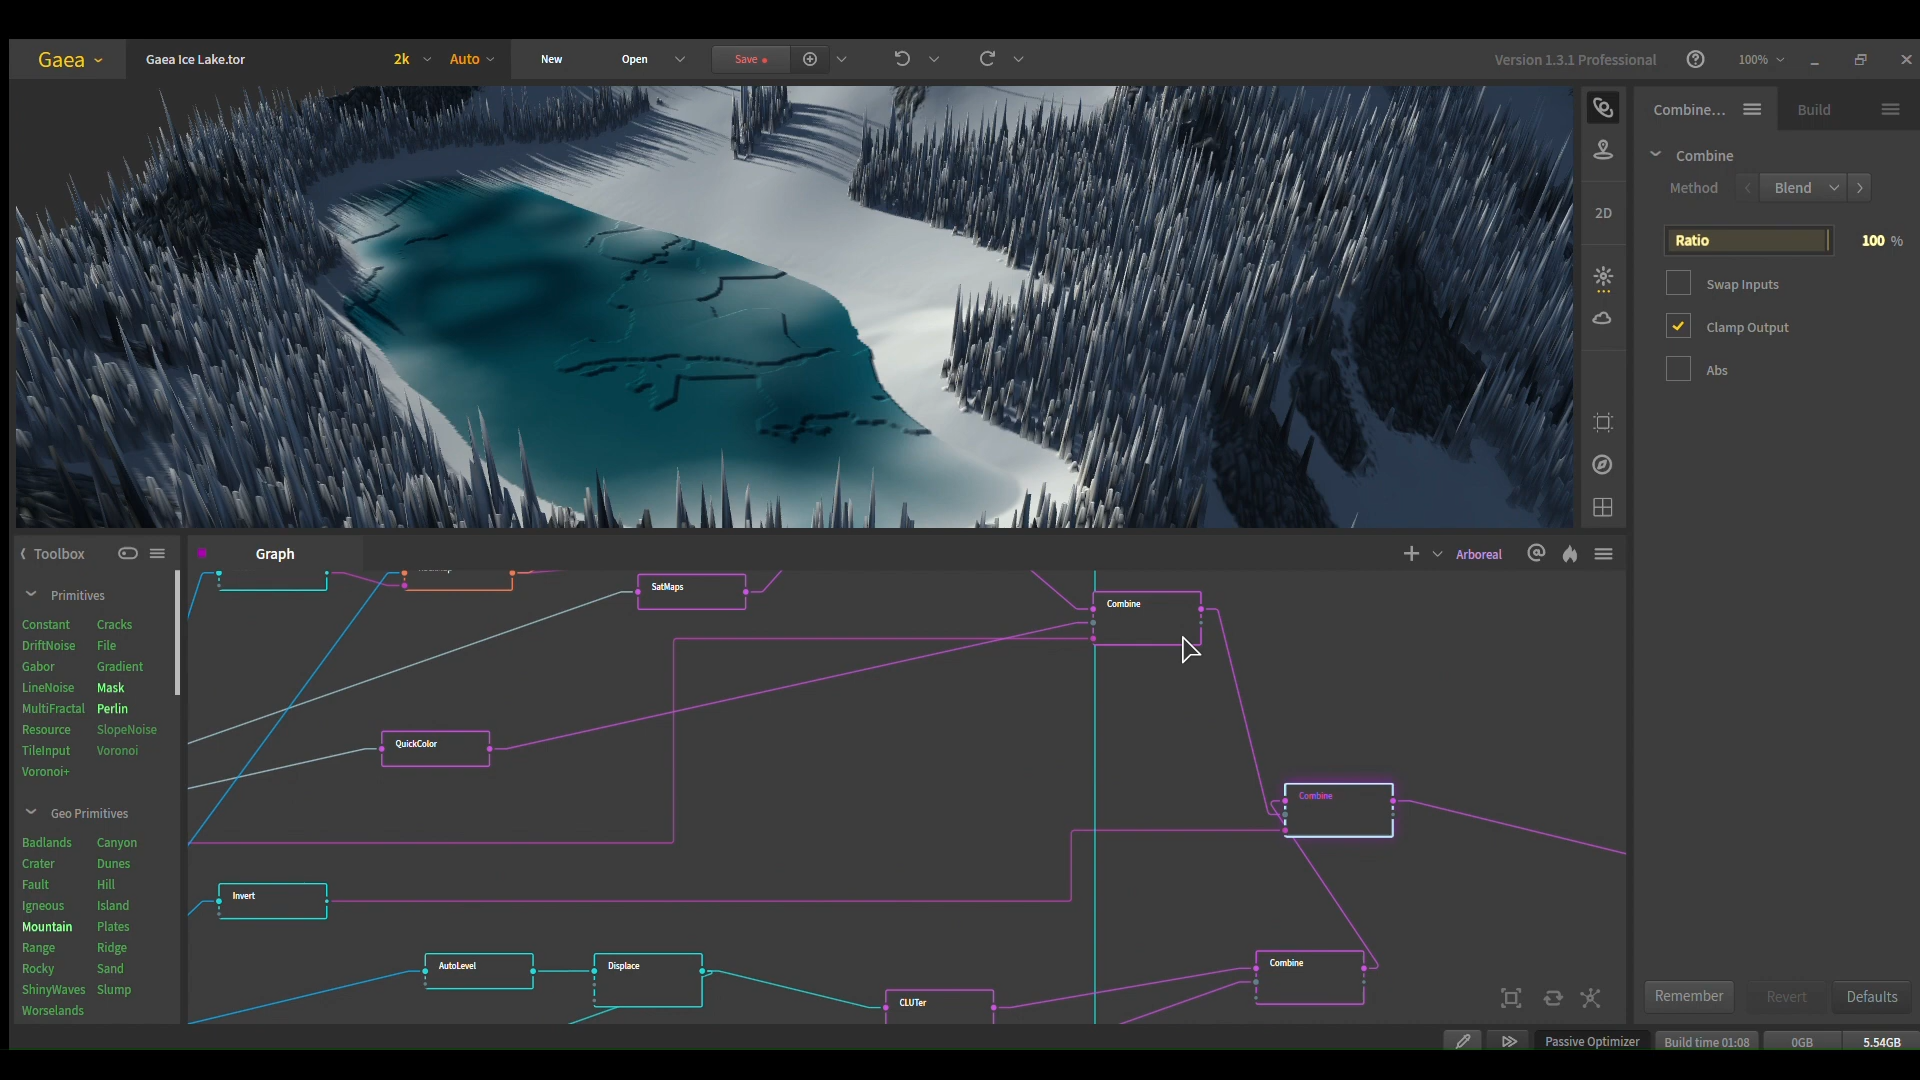 Gaea
Gaea Ice Lake.tor
2k
Auto
New
Open
Save
Version 1.3.1 Professional
100%
Combine...
Build
Combine
Method
Blend
Ratio
100 %
Swap Inputs
Clamp Output
Abs
2D
Toolbox
Graph
Arboreal
Primitives
Constant Cracks
DriftNoise File
Gabor Gradient
LineNoise Mask
MultiFractal Perlin
Resource SlopeNoise
TileInput Voronoi
Voronoi+
Geo Primitives
Badlands Canyon
Crater Dunes
Fault Hill
Igneous Island
Mountain Plates
Range Ridge
Rocky Sand
ShinyWaves Slump
Worselands
SatMaps
Combine
QuickColor
Combine
Invert
AutoLevel
Displace
Combine
CLUTer
Remember
Revert
Defaults
Passive Optimizer
Build time 01:08
0GB
5.54GB